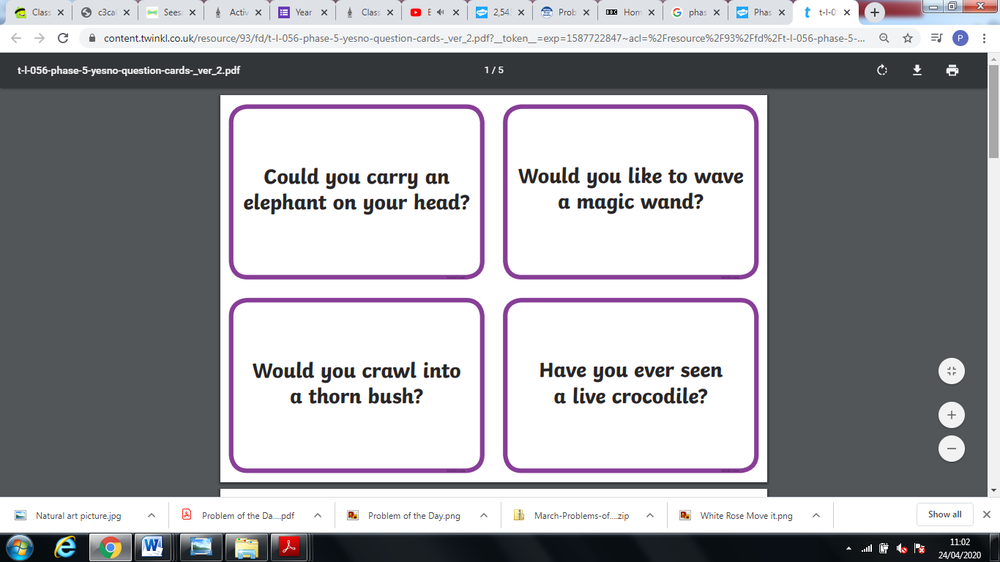 Class
c3ca
Sees
Activ
Year
Class
E
2,54
Prob
BBC
Hom
phas
Phas
t-l-0
content.twinkl.co.uk/resource/93/fd/t-l-056-phase-5-yesno-question-cards-_ver_2.pdf?__token__=exp=1587722847~acl=%2Fresource%2F93%2Ffd%2Ft-l-056-phase-5-...
P
t-l-056-phase-5-yesno-question-cards-_ver_2.pdf
1 / 5
Could you carry an
elephant on your head?
Would you like to wave
a magic wand?
Would you crawl into
a thorn bush?
Have you ever seen
a live crocodile?
Natural art picture.jpg
Problem of the Da....pdf
Problem of the Day.png
March-Problems-of....zip
White Rose Move it.png
Show all
11:02
24/04/2020